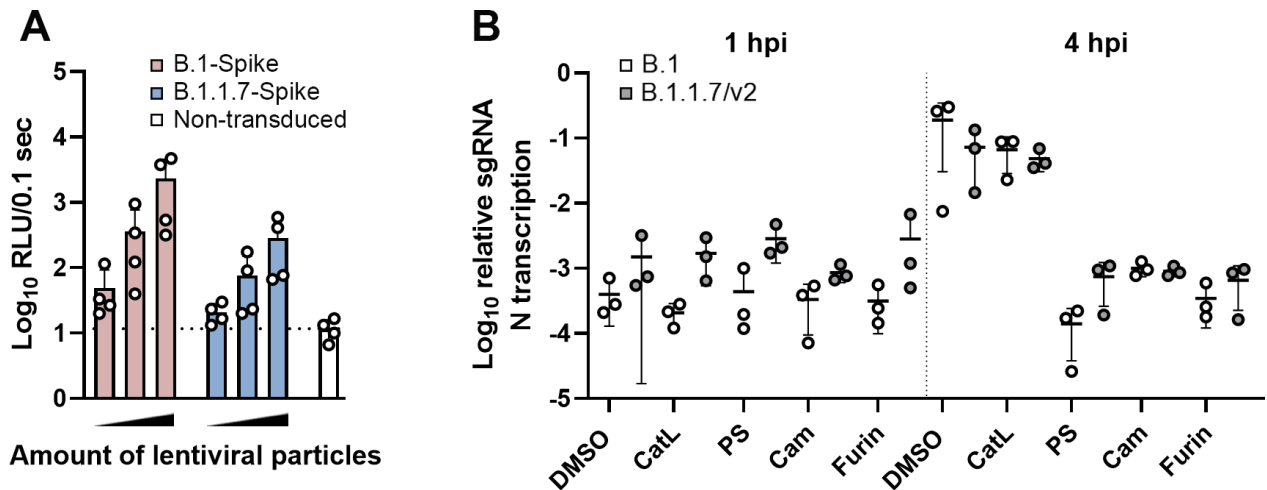 A
B-1-Spike
B.1.1.7-Spike
Non-transduced
Log10 RLU/0.1 sec
5
4
3
2
1
0
Amount of lentiviral particles
B
1 hpi
4 hpi
B.1
B.1.1.7/v2
Log10 relative sgRNA
N transcription
0
-1
-2
-3
-4
-5
DMSO
CatL
PS
Cam
Furin
DMSO
CatL
PS
Cam
Furin